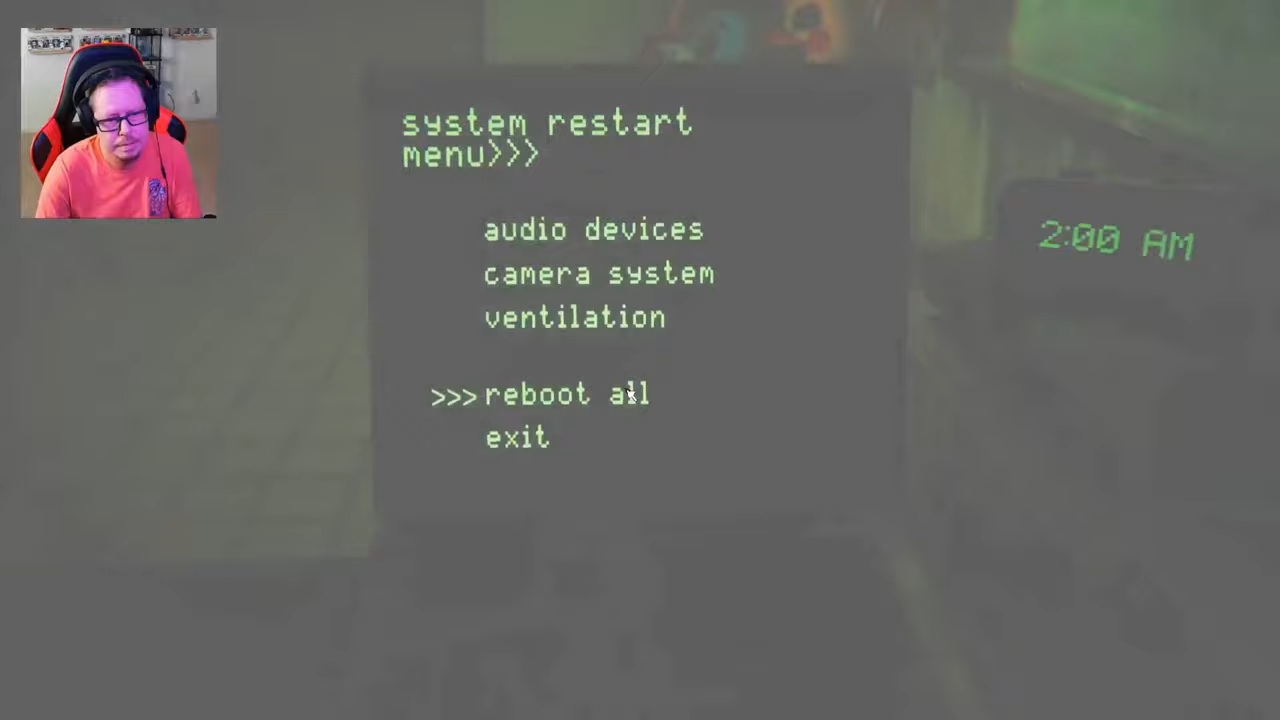 system restart
menu>>>
audio devices
camera system
ventilation
>>>reboot all
exit
2:00 AM